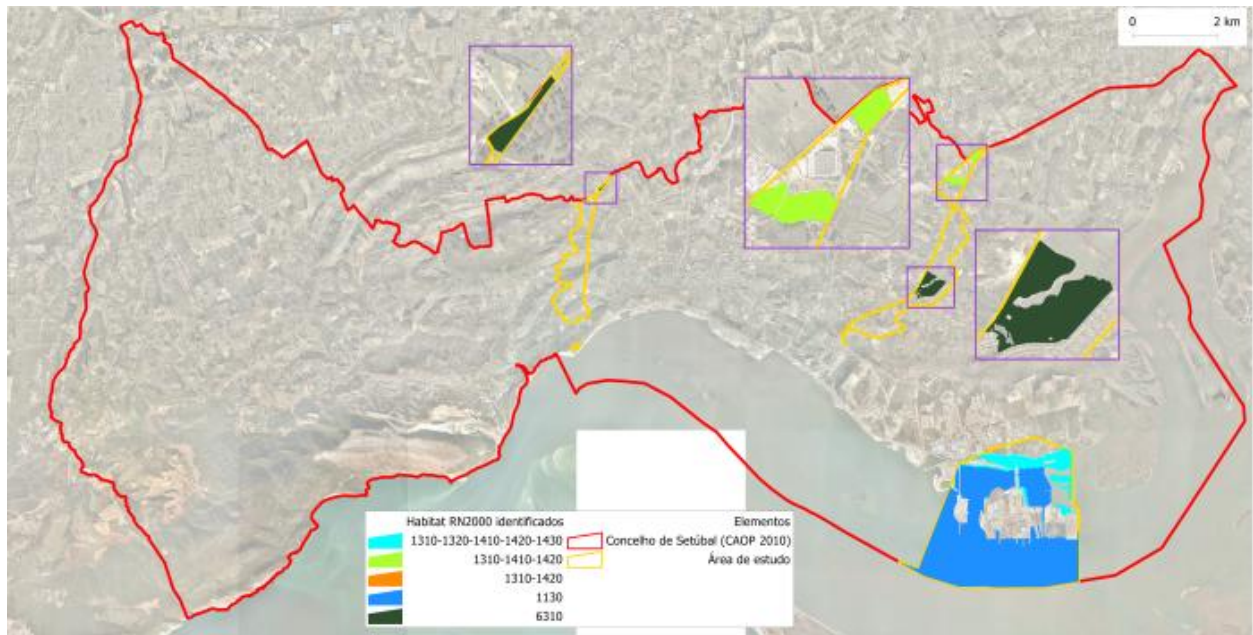 0 2 km
Habitat RN2000 identificados
1310-1320-1410-1420-1430
1310-1410-1420
1310-1420
1130
6310
Elementos
Concelho de Setúbal (CAOP 2010)
Área de estudo